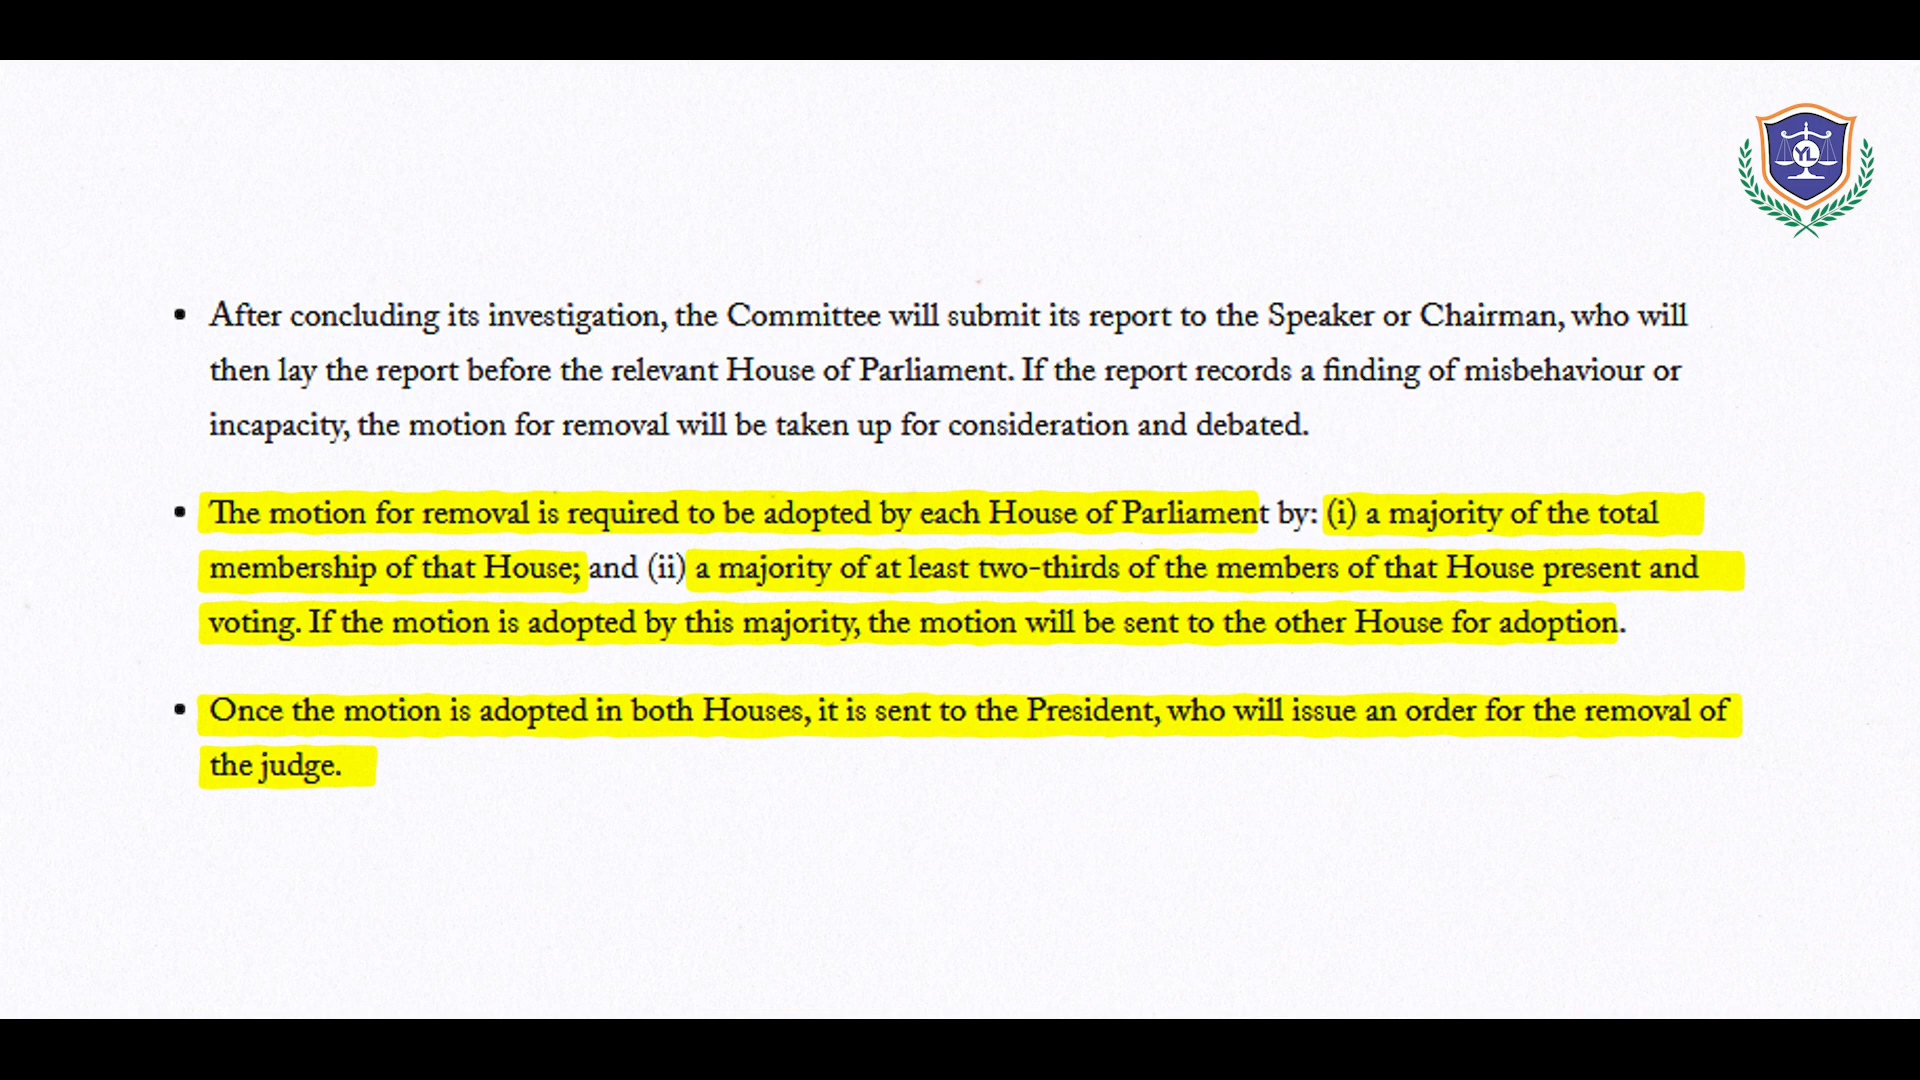 YL
• After concluding its investigation, the Committee will submit its report to the Speaker or Chairman, who will
then lay the report before the relevant House of Parliament. If the report records a finding of misbehaviour or
incapacity, the motion for removal will be taken up for consideration and debated.
• The motion for removal is required to be adopted by each House of Parliament by: (i) a majority of the total
membership of that House; and (ii) a majority of at least two-thirds of the members of that House present and
voting. If the motion is adopted by this majority, the motion will be sent to the other House for adoption.
• Once the motion is adopted in both Houses, it is sent to the President, who will issue an order for the removal of
the judge.